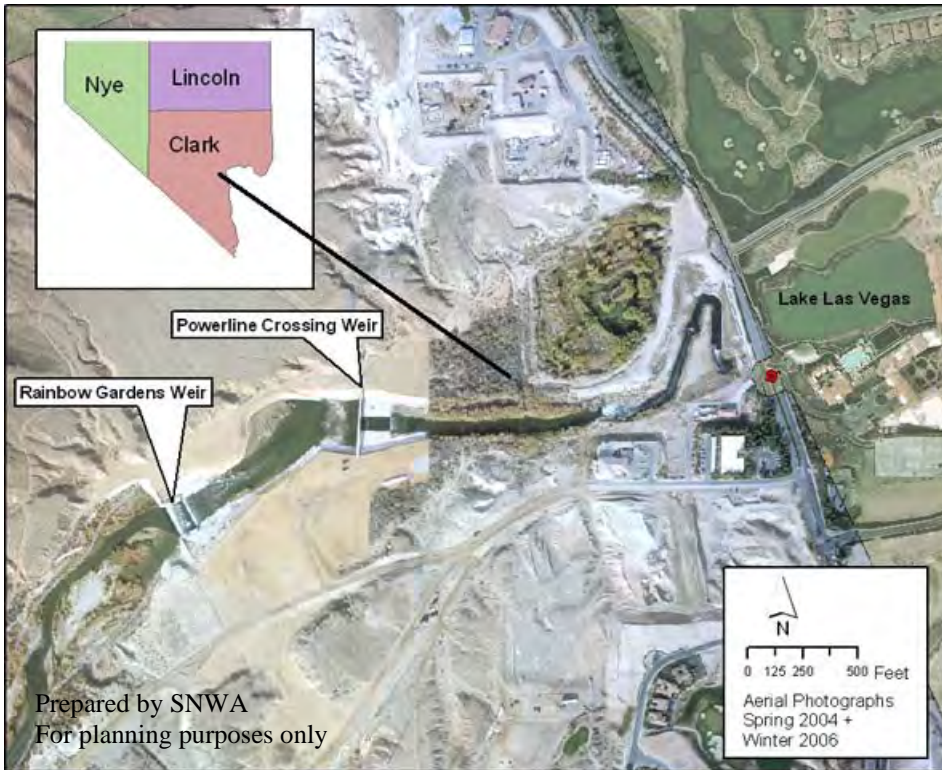 Nye
Lincoln
Clark
Powerline Crossing Weir
Rainbow Gardens Weir
Lake Las Vegas
N
0 125 250 500 Feet
Aerial Photographs
Spring 2004 +
Winter 2006
Prepared by SNWA
For planning purposes only